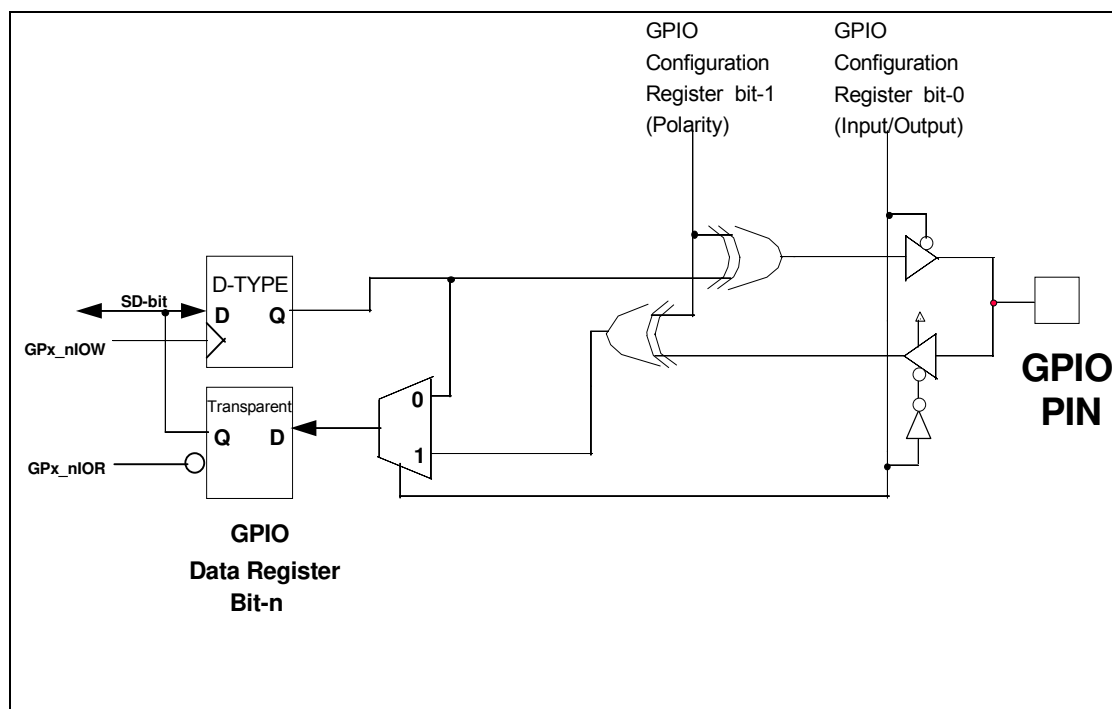 GPIO
Configuration
Register bit-1
(Polarity)
GPIO
Configuration
Register bit-0
(Input/Output)
D-TYPE
SD-bit
D
Q
GPx_nIOW
Transparent
Q
D
GPx_nIOR
0
1
GPIO
PIN
GPIO
Data Register
Bit-n